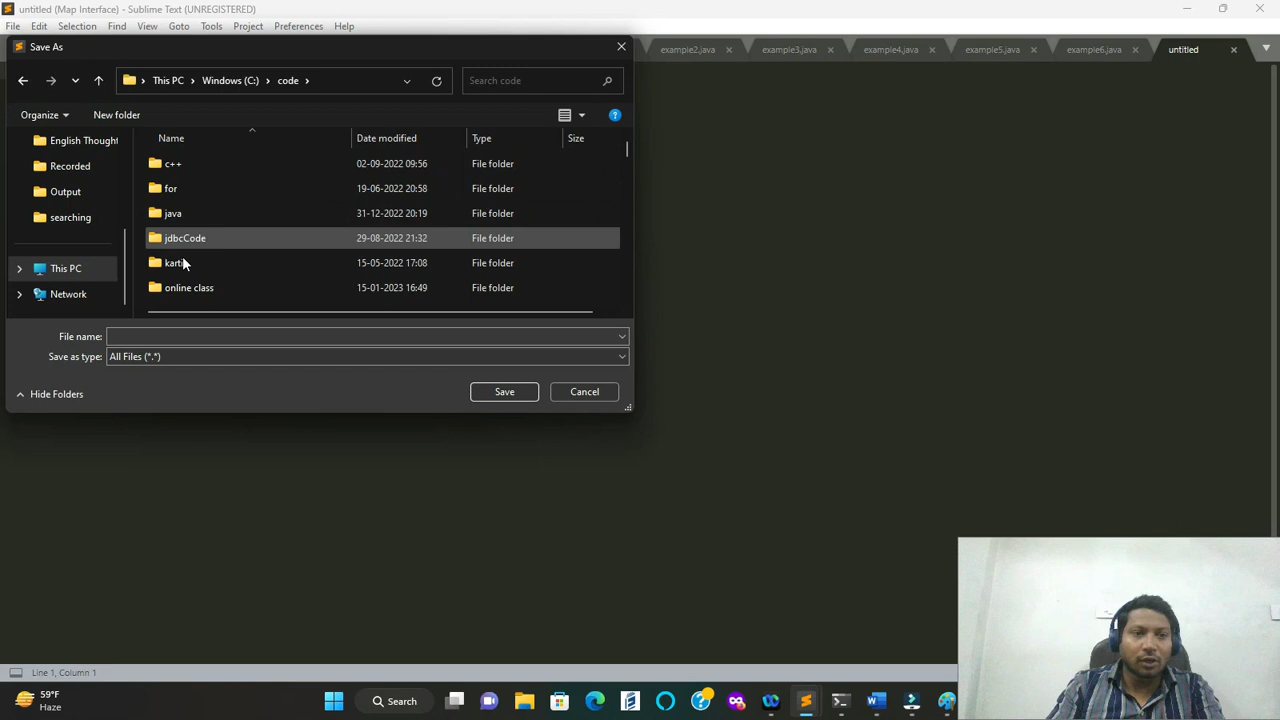 untitled (Map Interface) - Sublime Text (UNREGISTERED)
File Edit Selection Find View Goto Tools Project Preferences Help
Save As
example2.java example3.java example4.java example5.java example6.java untitled
This PC Windows (C:) code Search code
Organize New folder
Name Date modified Type Size
English Thought
Recorded
Output
searching
This PC
Network
c++ 02-09-2022 09:56 File folder
for 19-06-2022 20:58 File folder
java 31-12-2022 20:19 File folder
jdbcCode 29-08-2022 21:32 File folder
15-05-2022 17:08 File folder
online class 15-01-2023 16:49 File folder
File name:
Save as type: All Files (*.*)
Hide Folders Save Cancel
Line 1, Column 1
59°F
Haze
Search